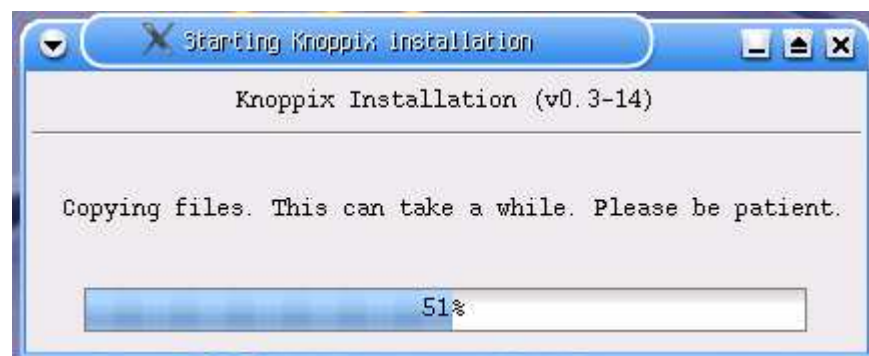 Starting Knoppix installation
Knoppix Installation (v0.3-14)
Copying files. This can take a while. Please be patient.
51%